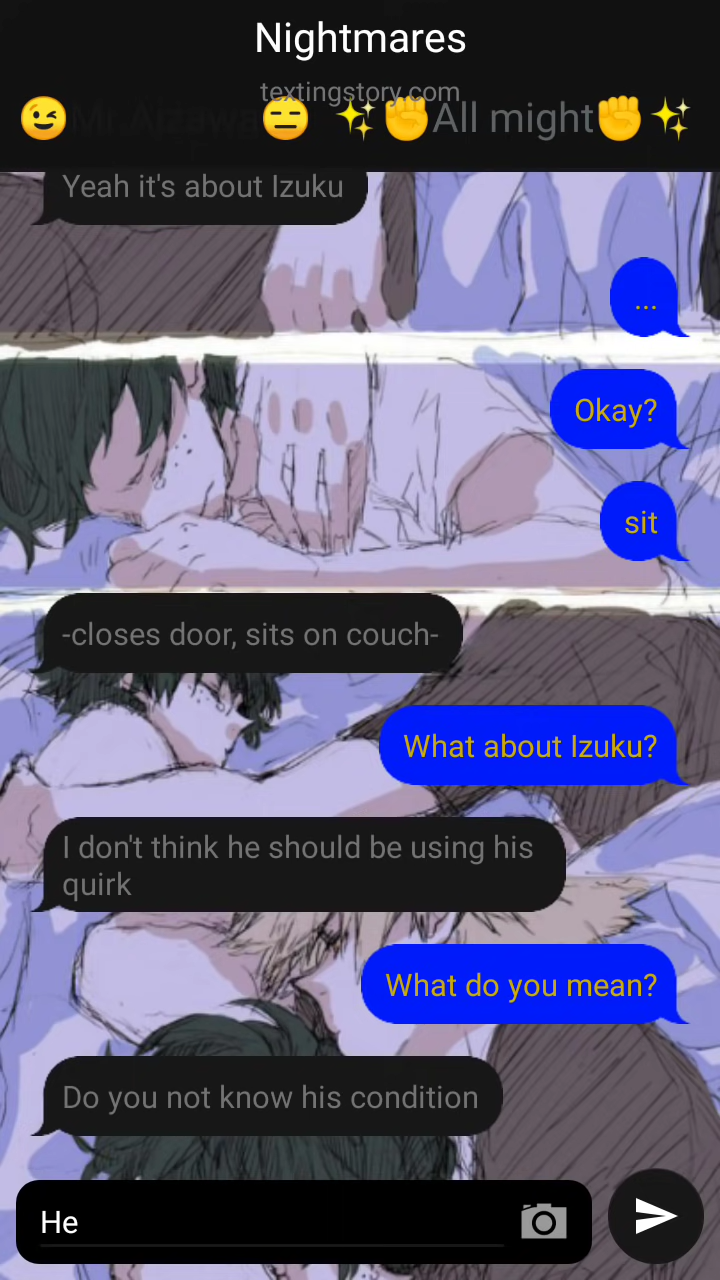 Nightmares
textingstory.com
😉Mr.Aizawa😑 ✨✊All might✊✨
Yeah it's about Izuku
...
Okay?
sit
-closes door, sits on couch-
What about Izuku?
I don't think he should be using his
quirk
What do you mean?
Do you not know his condition
He